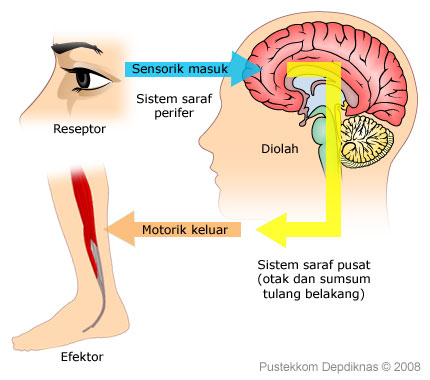 Sensorik masuk
Sistem saraf
perifer
Reseptor
Diolah
Motorik keluar
Sistem saraf pusat
(otak dan sumsum
tulang belakang)
Efektor
Pustekkom Depdiknas © 2008